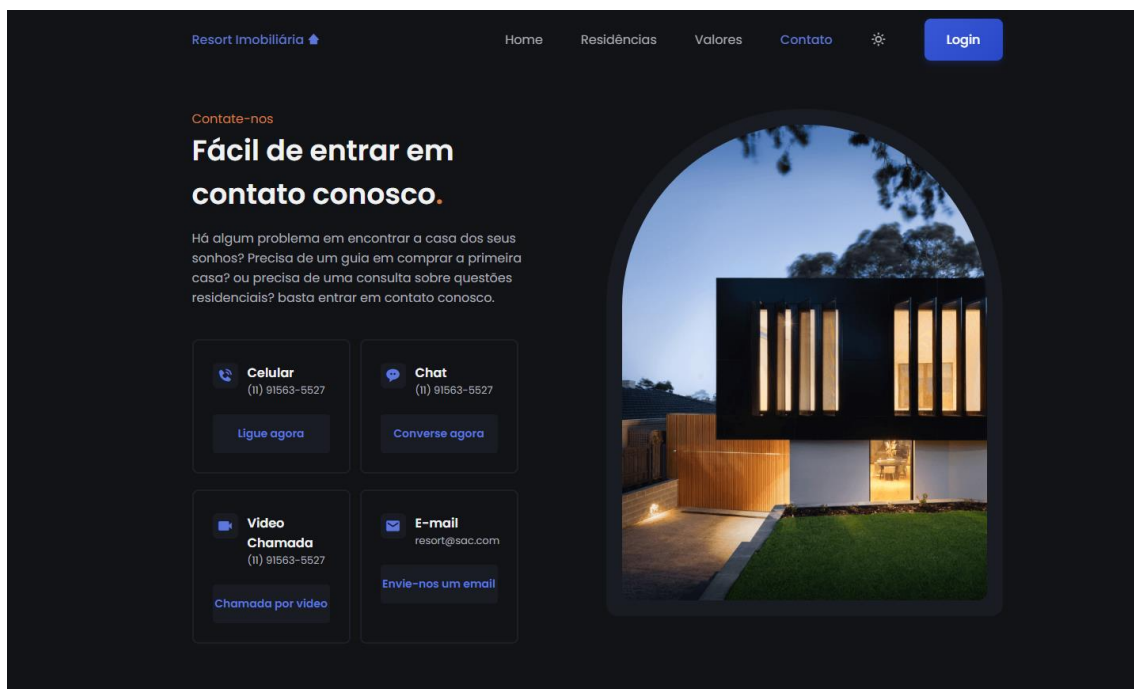 Resort Imobiliária
Home
Residências
Valores
Contato
Login
Contate-nos
Fácil de entrar em
contato conosco.
Há algum problema em encontrar a casa dos seus
sonhos? Precisa de um guia em comprar a primeira
casa? ou precisa de uma consulta sobre questões
residenciais? basta entrar em contato conosco.
Celular
(11) 91563-5527
Ligue agora
Chat
(11) 91563-5527
Converse agora
Video
Chamada
(11) 91563-5527
Chamada por video
E-mail
resort@sac.com
Envie-nos um email